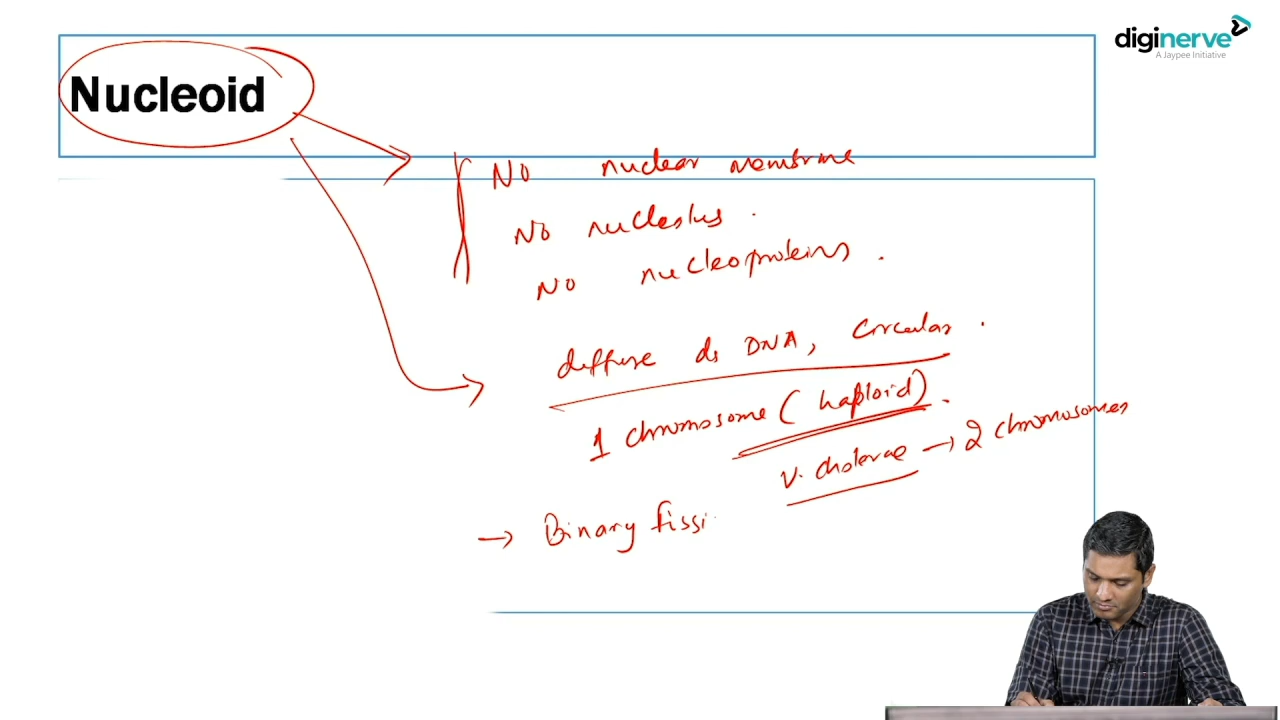 diginerve
A Jaypee Initiative
Nucleoid
No nuclear membrane
No nucleolus .
No nucleoproteins .
diffuse ds DNA, circular .
1 chromosome ( haploid ) .
V. cholerae → 2 chromosomes
→ Binary fissi